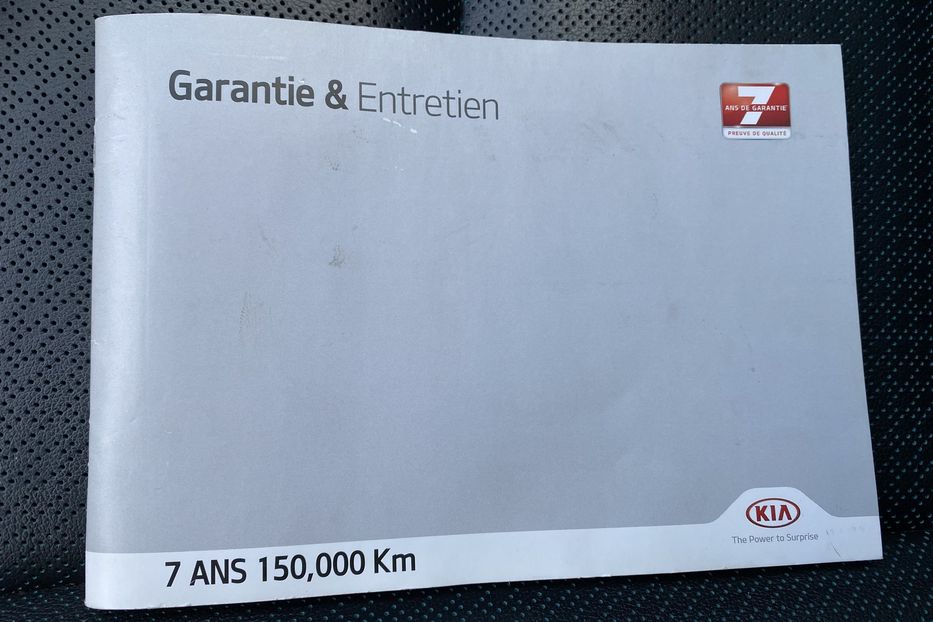 Garantie & Entretien
7
ANS DE GARANTIE
PREUVE DE QUALITÉ
KIA
The Power to Surprise
7 ANS 150,000 Km